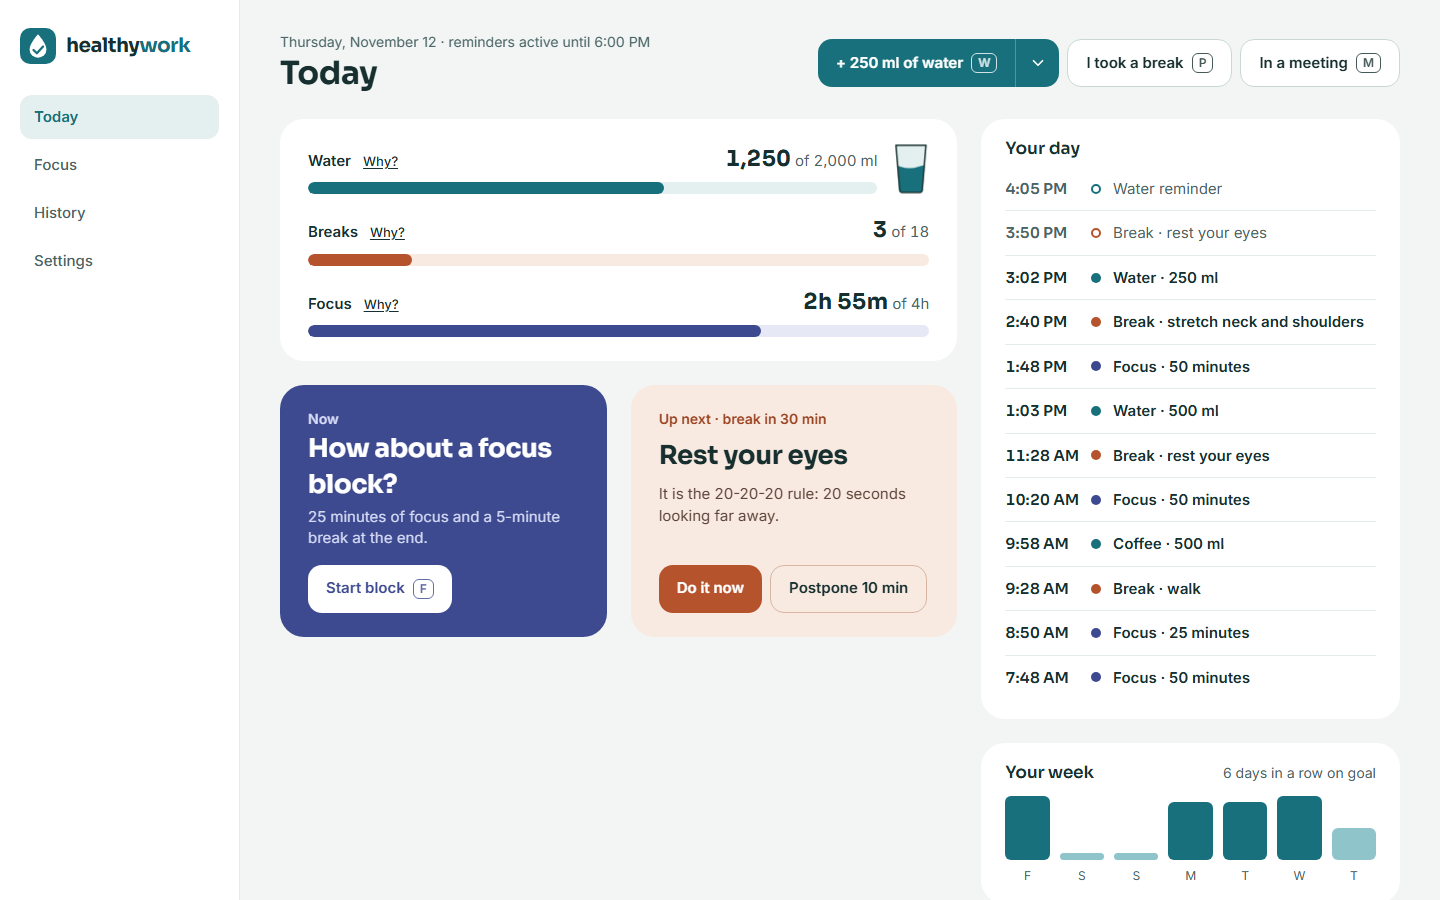 healthywork
Today
Focus
History
Settings
Thursday, November 12 · reminders active until 6:00 PM
Today
+ 250 ml of water W
I took a break P
In a meeting M
Water Why? 1,250 of 2,000 ml
Breaks Why? 3 of 18
Focus Why? 2h 55m of 4h
Now
How about a focus
block?
25 minutes of focus and a 5-minute
break at the end.
Start block F
Up next · break in 30 min
Rest your eyes
It is the 20-20-20 rule: 20 seconds
looking far away.
Do it now Postpone 10 min
Your day
4:05 PM Water reminder
3:50 PM Break · rest your eyes
3:02 PM Water · 250 ml
2:40 PM Break · stretch neck and shoulders
1:48 PM Focus · 50 minutes
1:03 PM Water · 500 ml
11:28 AM Break · rest your eyes
10:20 AM Focus · 50 minutes
9:58 AM Coffee · 500 ml
9:28 AM Break · walk
8:50 AM Focus · 25 minutes
7:48 AM Focus · 50 minutes
Your week 6 days in a row on goal
F S S M T W T